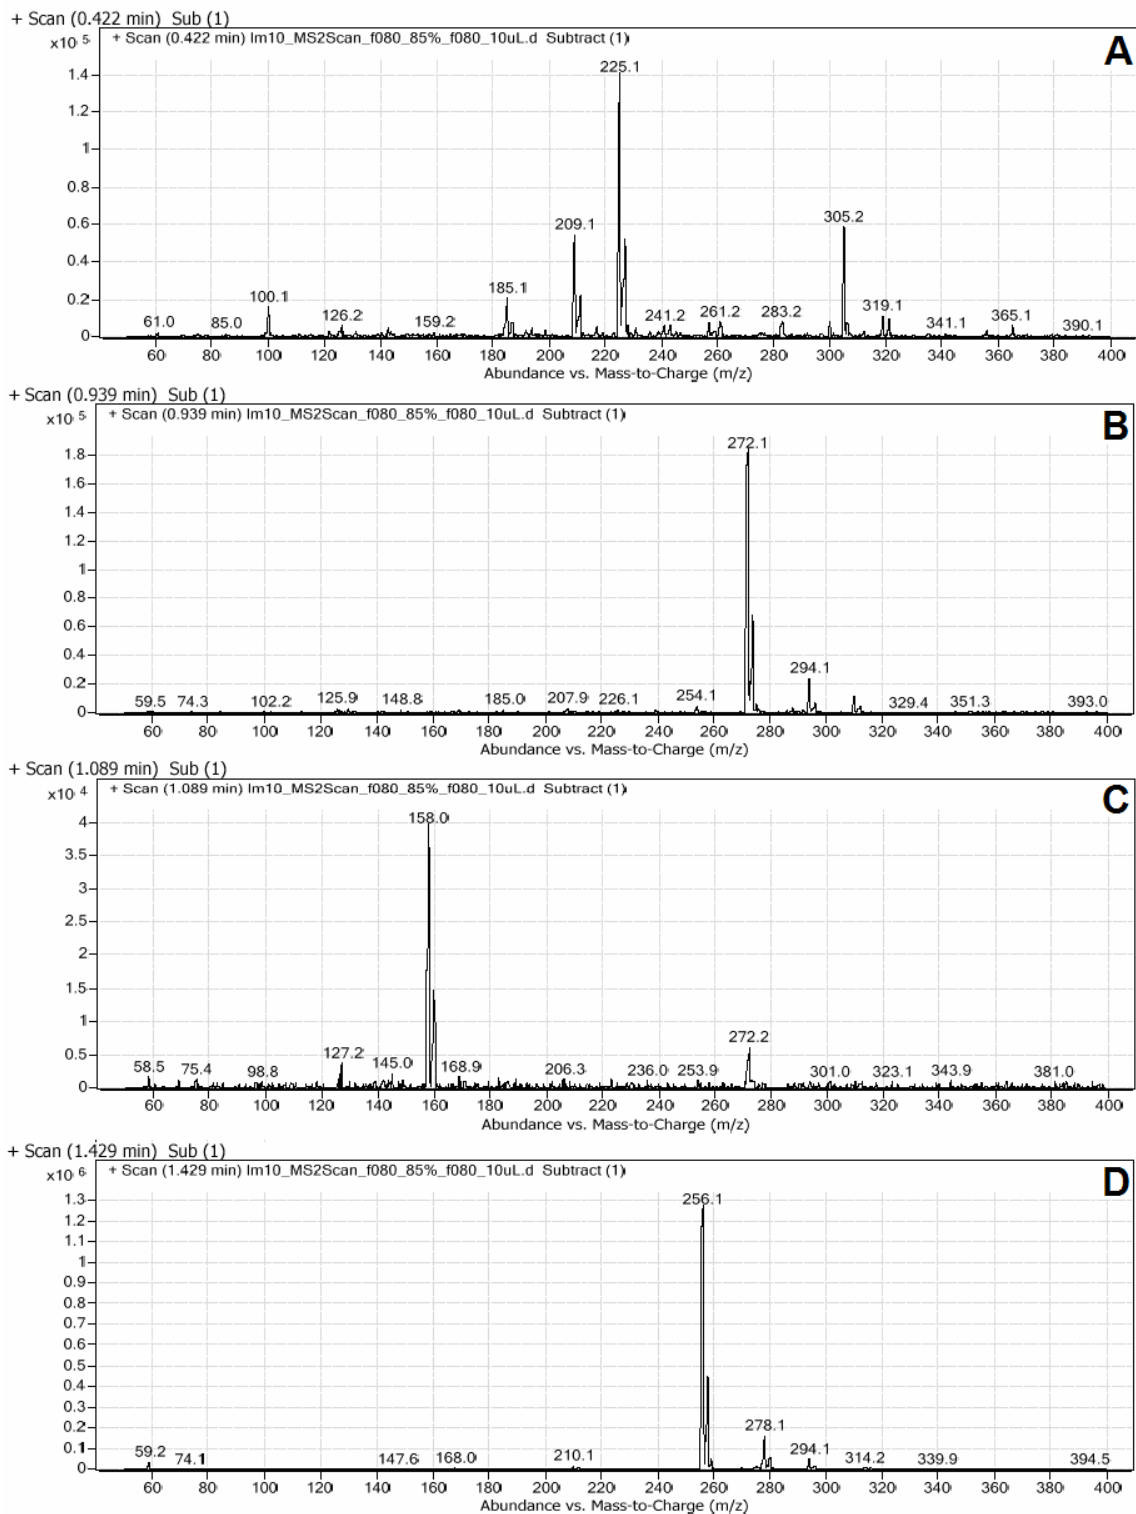 + Scan (0.422 min) Sub (1)
x10 5
+ Scan (0.422 min) Im10_MS2Scan_f080_85%_f080_10uL.d Subtract (1)
A
1.4
1.2
1
0.8
0.6
0.4
0.2
0
61.0 85.0 100.1 126.2 159.2 185.1 209.1 225.1 241.2 261.2 283.2 305.2 319.1 341.1 365.1 390.1
60 80 100 120 140 160 180 200 220 240 260 280 300 320 340 360 380 400
Abundance vs. Mass-to-Charge (m/z)
+ Scan (0.939 min) Sub (1)
x10 5
+ Scan (0.939 min) Im10_MS2Scan_f080_85%_f080_10uL.d Subtract (1)
B
1.8
1.6
1.4
1.2
1
0.8
0.6
0.4
0.2
0
59.5 74.3 102.2 125.9 148.8 185.0 207.9 226.1 254.1 272.1 294.1 329.4 351.3 393.0
60 80 100 120 140 160 180 200 220 240 260 280 300 320 340 360 380 400
Abundance vs. Mass-to-Charge (m/z)
+ Scan (1.089 min) Sub (1)
x10 4
+ Scan (1.089 min) Im10_MS2Scan_f080_85%_f080_10uL.d Subtract (1)
C
4
3.5
3
2.5
2
1.5
1
0.5
0
58.5 75.4 98.8 127.2 145.0 158.0 168.9 206.3 236.0 253.9 272.2 301.0 323.1 343.9 381.0
60 80 100 120 140 160 180 200 220 240 260 280 300 320 340 360 380 400
Abundance vs. Mass-to-Charge (m/z)
+ Scan (1.429 min) Sub (1)
x10 6
+ Scan (1.429 min) Im10_MS2Scan_f080_85%_f080_10uL.d Subtract (1)
D
1.3
1.2
1.1
1
0.9
0.8
0.7
0.6
0.5
0.4
0.3
0.2
0.1
0
59.2 74.1 147.6 168.0 210.1 256.1 278.1 294.1 314.2 339.9 394.5
60 80 100 120 140 160 180 200 220 240 260 280 300 320 340 360 380 400
Abundance vs. Mass-to-Charge (m/z)